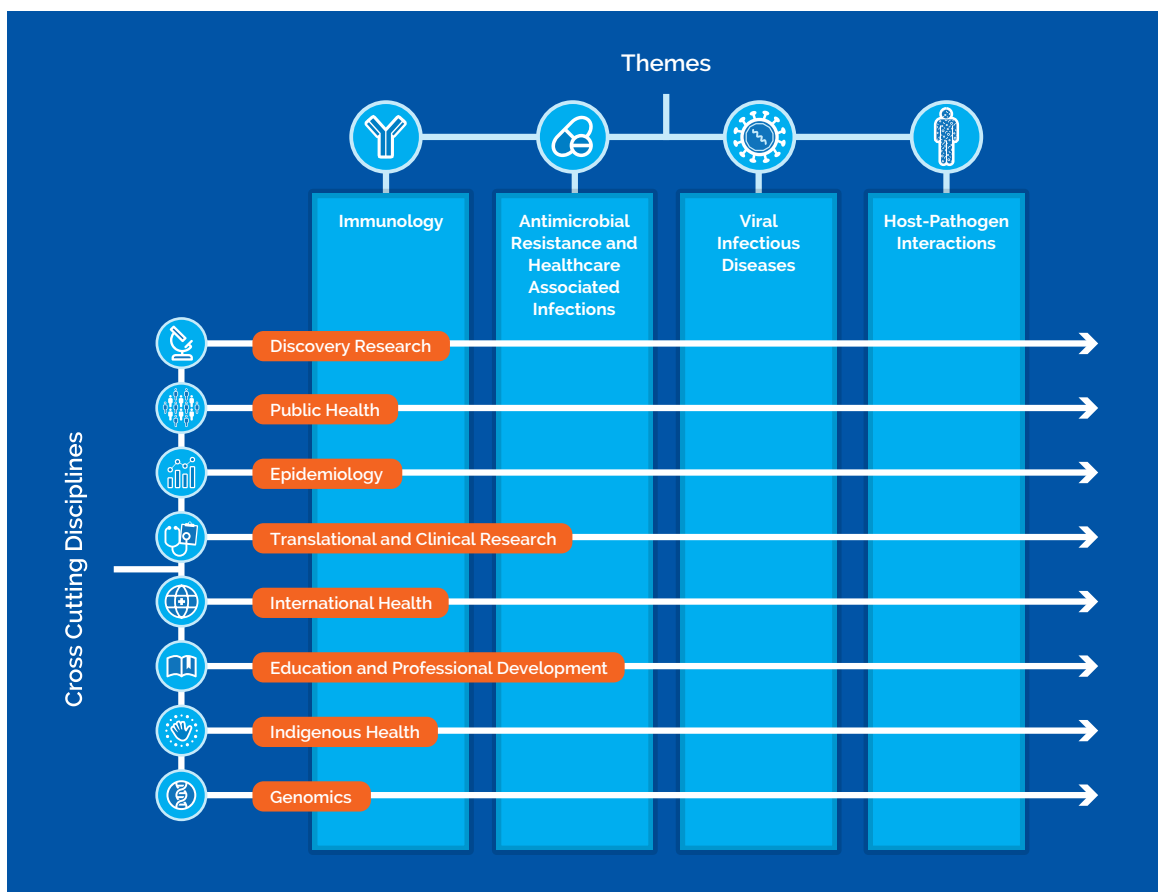 Themes
Immunology
Antimicrobial
Resistance and
Healthcare
Associated
Infections
Viral
Infectious
Diseases
Host-Pathogen
Interactions
Cross Cutting Disciplines
Discovery Research
Public Health
Epidemiology
Translational and Clinical Research
International Health
Education and Professional Development
Indigenous Health
Genomics